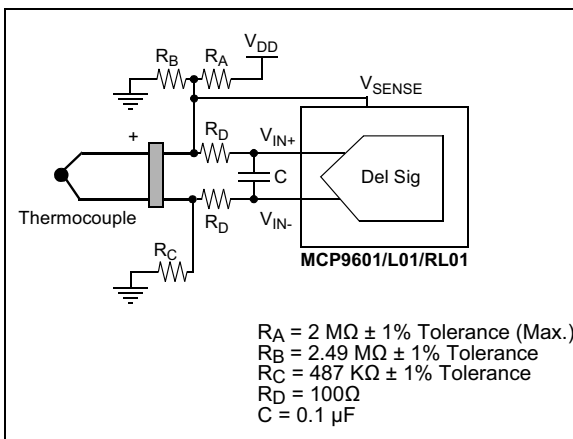 V_DD
R_B R_A
V_SENSE
+
R_D V_IN+
C
Del Sig
Thermocouple
R_D V_IN-
R_C
MCP9601/L01/RL01
R_A = 2 MΩ ± 1% Tolerance (Max.)
R_B = 2.49 MΩ ± 1% Tolerance
R_C = 487 KΩ ± 1% Tolerance
R_D = 100Ω
C = 0.1 µF